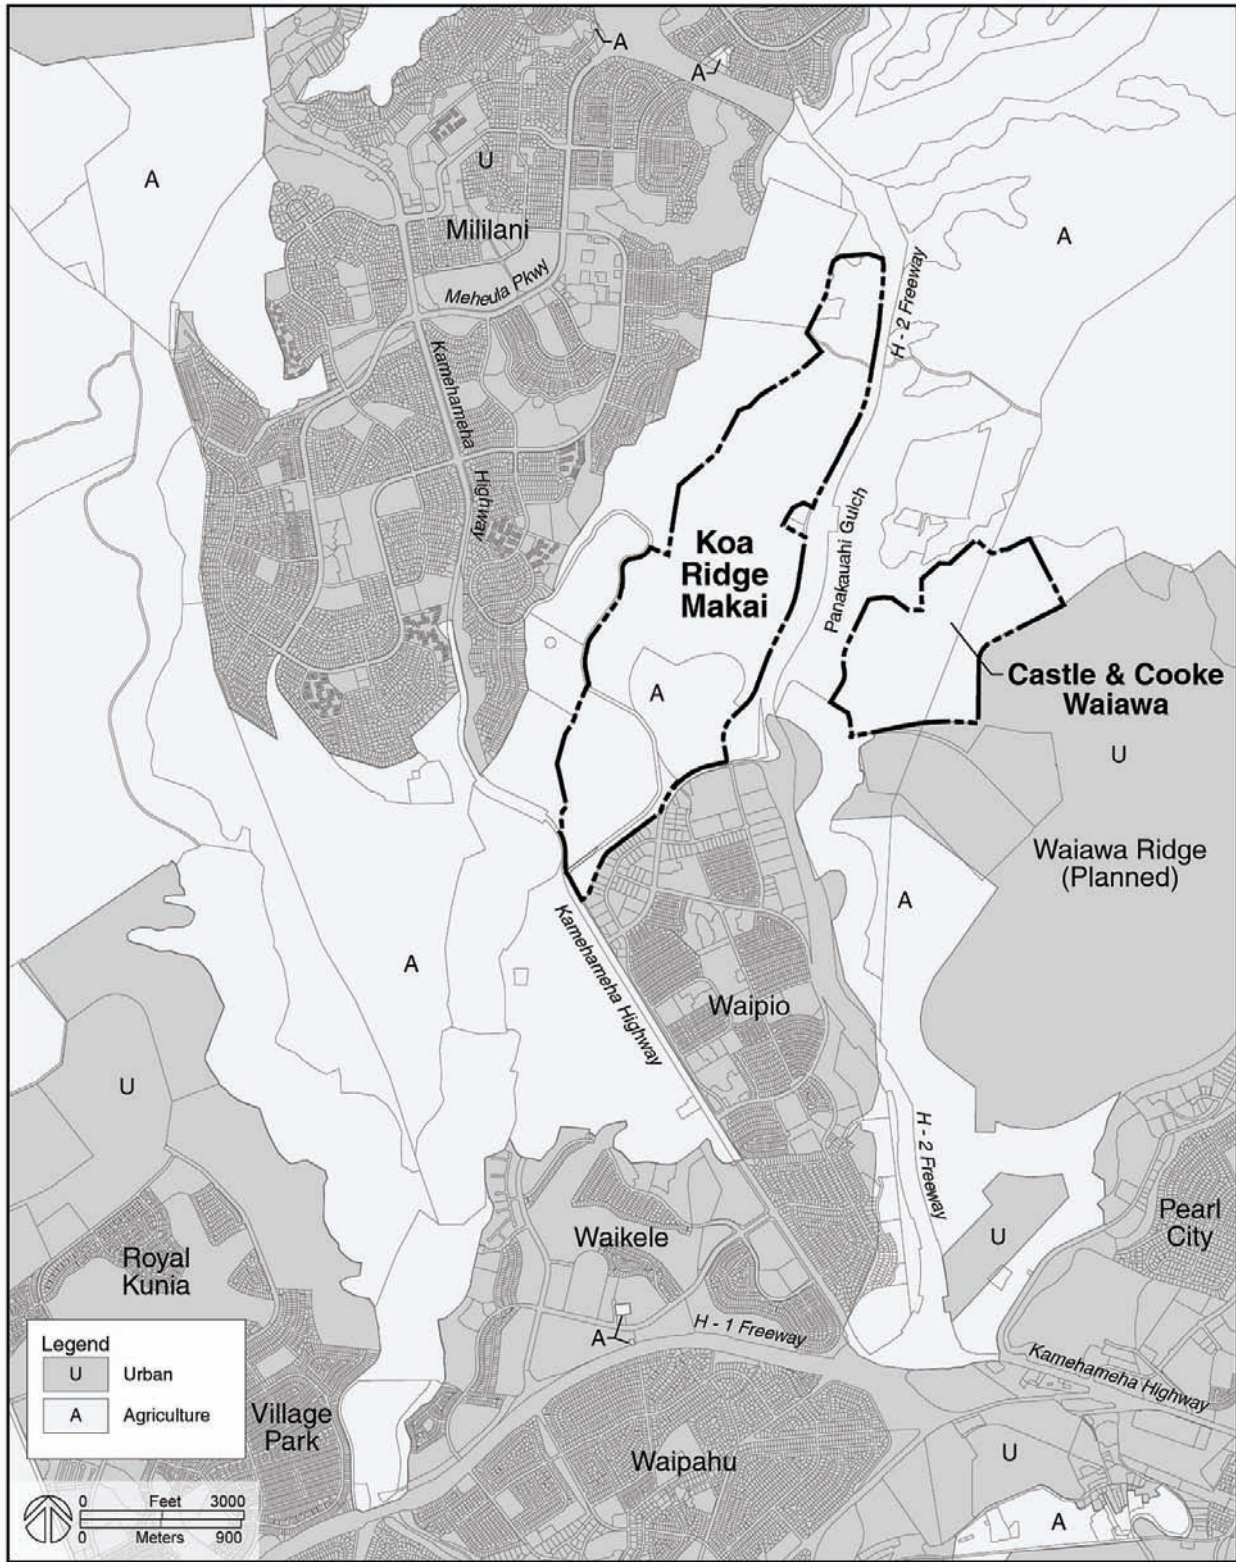 A
A
A
U
Mililani
Meheula Pkwy
A
H - 2 Freeway
Kamehameha
Highway
Panakauahi Gulch
Koa
Ridge
Makai
Castle & Cooke
Waiawa
A
U
Waiawa Ridge
(Planned)
A
Kamehameha Highway
A
Waipio
U
H - 2 Freeway
U
Pearl
City
Waikele
Royal
Kunia
A
H - 1 Freeway
Kamehameha Highway
Legend
U Urban
A Agriculture
Village
Park
Waipahu
U
A
0 Feet 3000
0 Meters 900